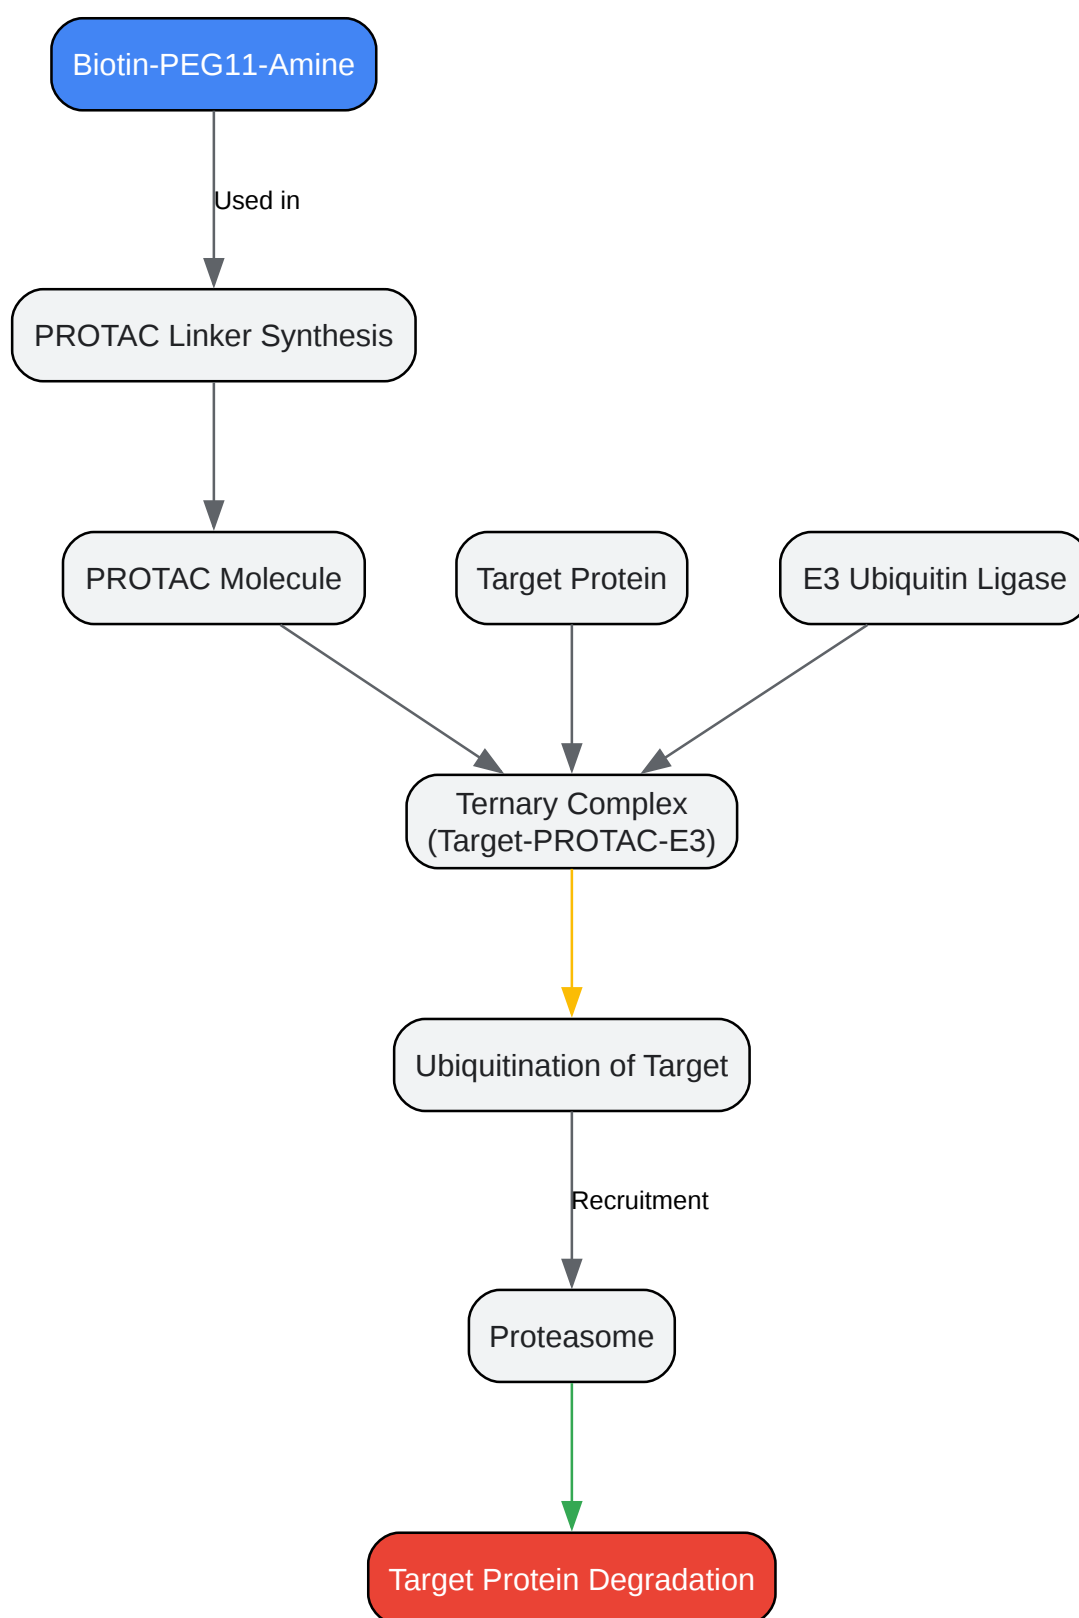 Biotin-PEG11-Amine
Used in
PROTAC Linker Synthesis
PROTAC Molecule
Target Protein
E3 Ubiquitin Ligase
Ternary Complex
(Target-PROTAC-E3)
Ubiquitination of Target
Recruitment
Proteasome
Target Protein Degradation